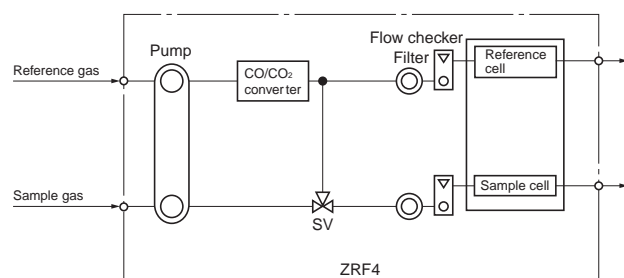 Flow checker
Pump
Filter
Reference gas
CO/CO₂
converter
Reference
cell
Sample gas
Sample cell
SV
ZRF4